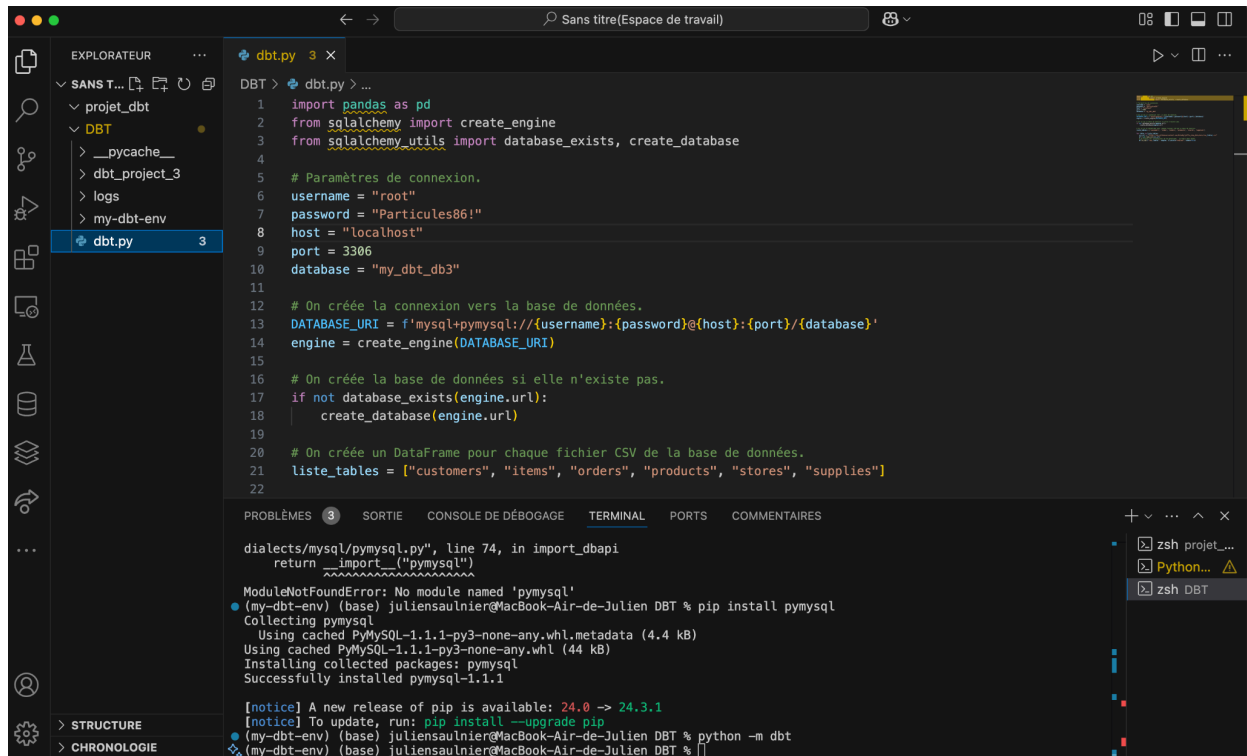 Sans titre(Espace de travail)
EXPLORATEUR
dbt.py 3
SANS T...
DBT > dbt.py > ...
projet_dbt
DBT
__pycache__
dbt_project_3
logs
my-dbt-env
dbt.py 3
1 import pandas as pd
2 from sqlalchemy import create_engine
3 from sqlalchemy_utils import database_exists, create_database
4
5 # Paramètres de connexion.
6 username = "root"
7 password = "Particules86!"
8 host = "localhost"
9 port = 3306
10 database = "my_dbt_db3"
11
12 # On créée la connexion vers la base de données.
13 DATABASE_URI = f'mysql+pymysql://{username}:{password}@{host}:{port}/{database}'
14 engine = create_engine(DATABASE_URI)
15
16 # On créée la base de données si elle n'existe pas.
17 if not database_exists(engine.url):
18 create_database(engine.url)
19
20 # On créée un DataFrame pour chaque fichier CSV de la base de données.
21 liste_tables = ["customers", "items", "orders", "products", "stores", "supplies"]
22
PROBLÈMES 3 SORTIE CONSOLE DE DÉBOGAGE TERMINAL PORTS COMMENTAIRES
dialects/mysql/pymysql.py", line 74, in import_dbapi
return __import__("pymysql")
^^^^^^^^^^^^^^^^^^^^^
ModuleNotFoundError: No module named 'pymysql'
(my-dbt-env) (base) juliensaulnier@MacBook-Air-de-Julien DBT % pip install pymysql
Collecting pymysql
Using cached PyMySQL-1.1.1-py3-none-any.whl.metadata (4.4 kB)
Using cached PyMySQL-1.1.1-py3-none-any.whl (44 kB)
Installing collected packages: pymysql
Successfully installed pymysql-1.1.1
[notice] A new release of pip is available: 24.0 -> 24.3.1
[notice] To update, run: pip install --upgrade pip
(my-dbt-env) (base) juliensaulnier@MacBook-Air-de-Julien DBT % python -m dbt
(my-dbt-env) (base) juliensaulnier@MacBook-Air-de-Julien DBT %
zsh projet_...
Python...
zsh DBT
STRUCTURE
CHRONOLOGIE